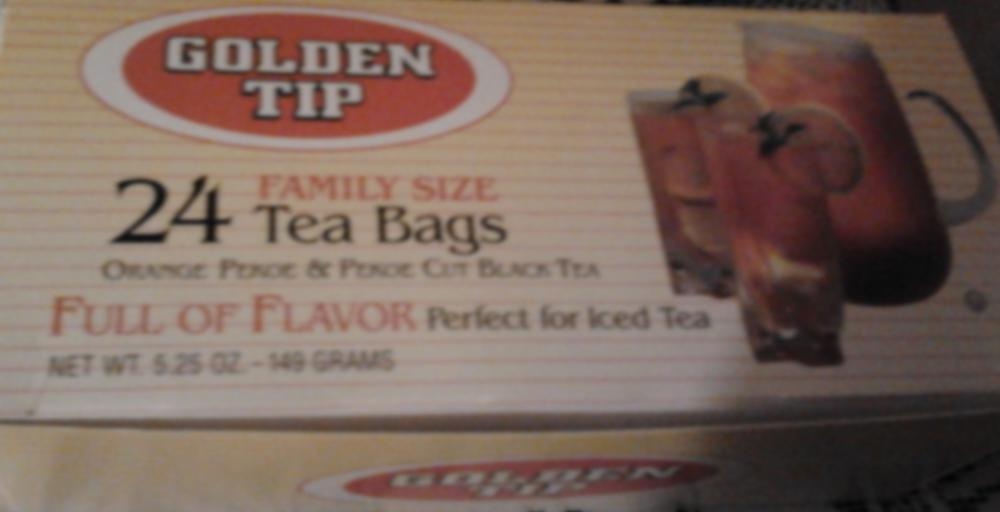 GOLDEN
TIP
24 FAMILY SIZE
Tea Bags
ORANGE PEKOE & PEKOE CUT BLACK TEA
FULL OF FLAVOR Perfect for Iced Tea
NET WT. 5.25 OZ. - 149 GRAMS
GOLDEN
TIP